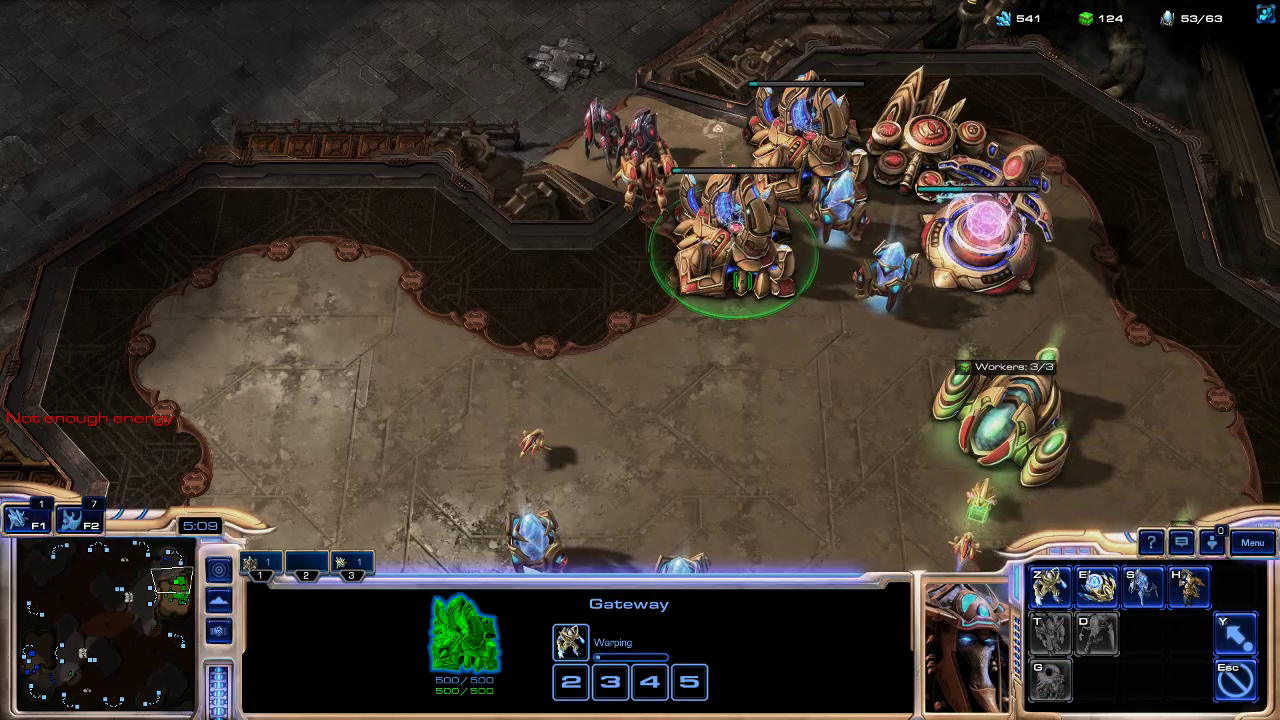 541 124 53/63
Workers: 3/3
Not enough energy
1 7
F1 F2
5:09
0
? Menu
1 1
1 2 3
Gateway
Warping
500/500
500/500
2 3 4 5
Z E S H
T D Y
G Esc